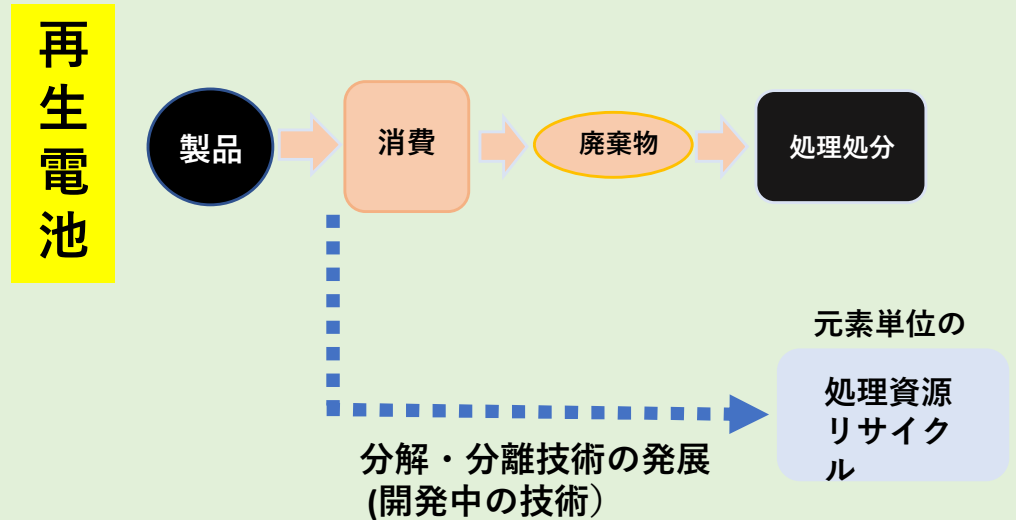 再生電池
製品
消費
廃棄物
処理処分
元素単位の
処理資源
リサイク
ル
分解・分離技術の発展
(開発中の技術）